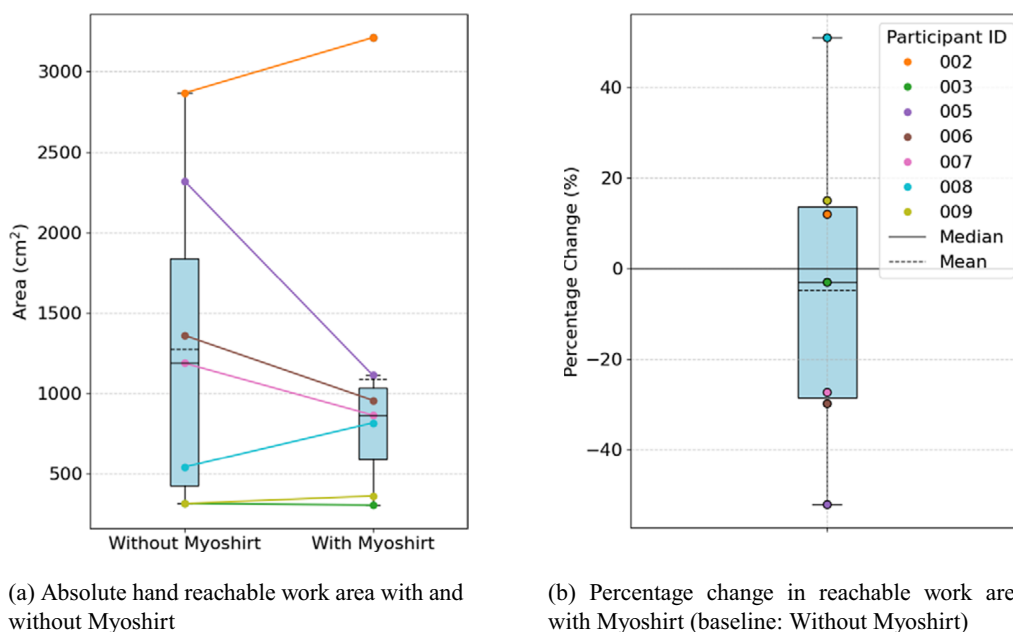 3000
2500
2000
1500
1000
500
Area (cm²)
Without Myoshirt
With Myoshirt
(a) Absolute hand reachable work area with and
without Myoshirt
40
20
0
−20
−40
Percentage Change (%)
Participant ID
002
003
005
006
007
008
009
Median
Mean
(b) Percentage change in reachable work are
with Myoshirt (baseline: Without Myoshirt)